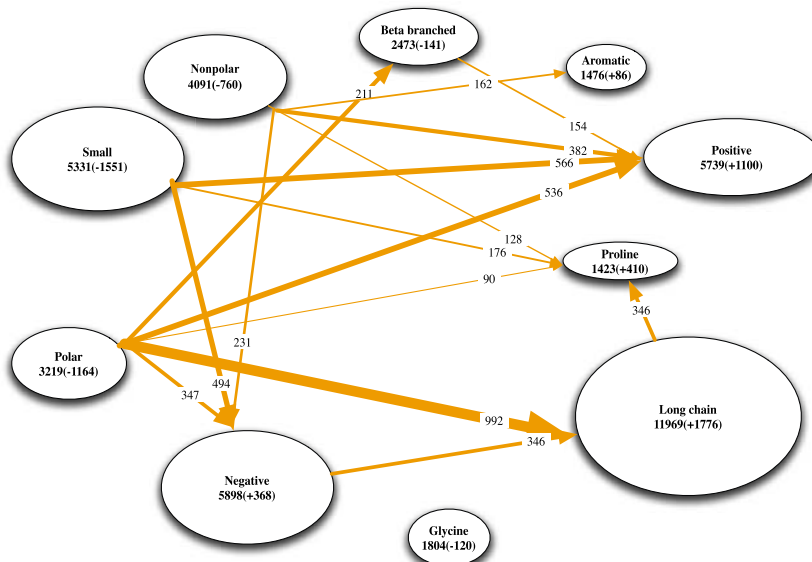 Beta branched
2473(-141)
Aromatic
1476(+86)
Nonpolar
4091(-760)
162
211
154
Positive
5739(+1100)
Small
5331(-1551)
382
566
536
128
176
Proline
1423(+410)
90
346
231
Polar
3219(-1164)
494
347
Long chain
11969(+1776)
992
346
Negative
5898(+368)
Glycine
1804(-120)